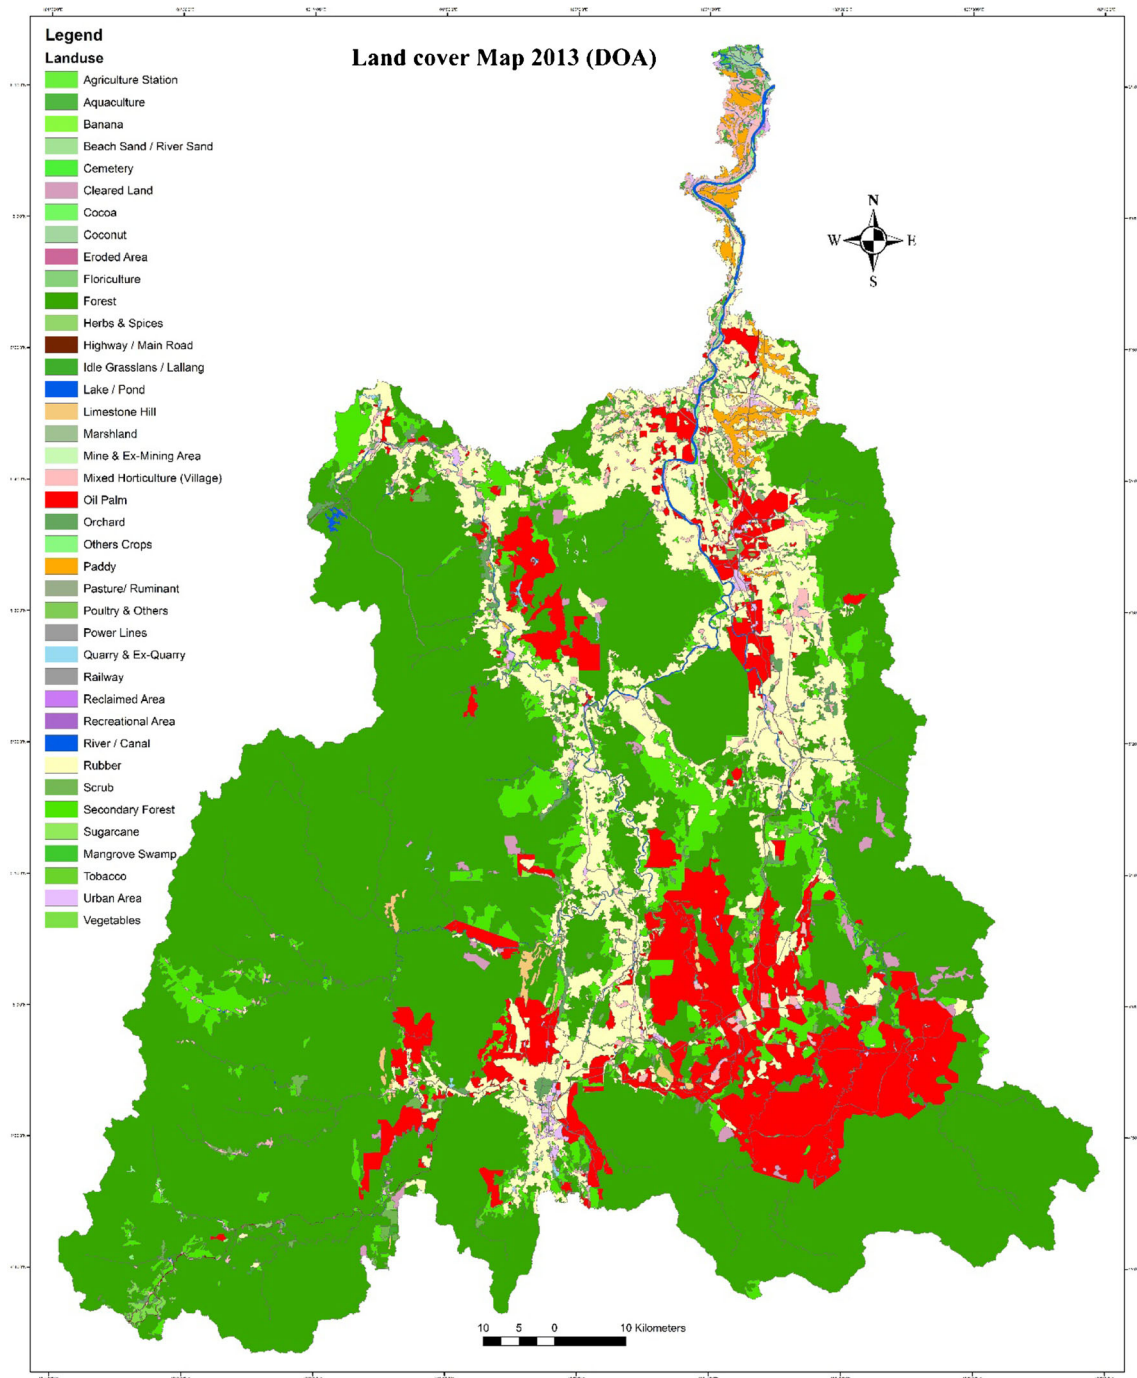 Legend
Land cover Map 2013 (DOA)
Landuse
Agriculture Station
Aquaculture
Banana
Beach Sand / River Sand
Cemetery
Cleared Land
Cocoa
Coconut
Eroded Area
Floriculture
Forest
Herbs & Spices
Highway / Main Road
Idle Grasslans / Lallang
Lake / Pond
Limestone Hill
Marshland
Mine & Ex-Mining Area
Mixed Horticulture (Village)
Oil Palm
Orchard
Others Crops
Paddy
Pasture/ Ruminant
Poultry & Others
Power Lines
Quarry & Ex-Quarry
Railway
Reclaimed Area
Recreational Area
River / Canal
Rubber
Scrub
Secondary Forest
Sugarcane
Mangrove Swamp
Tobacco
Urban Area
Vegetables
N
W E
S
10 5 0 10 Kilometers